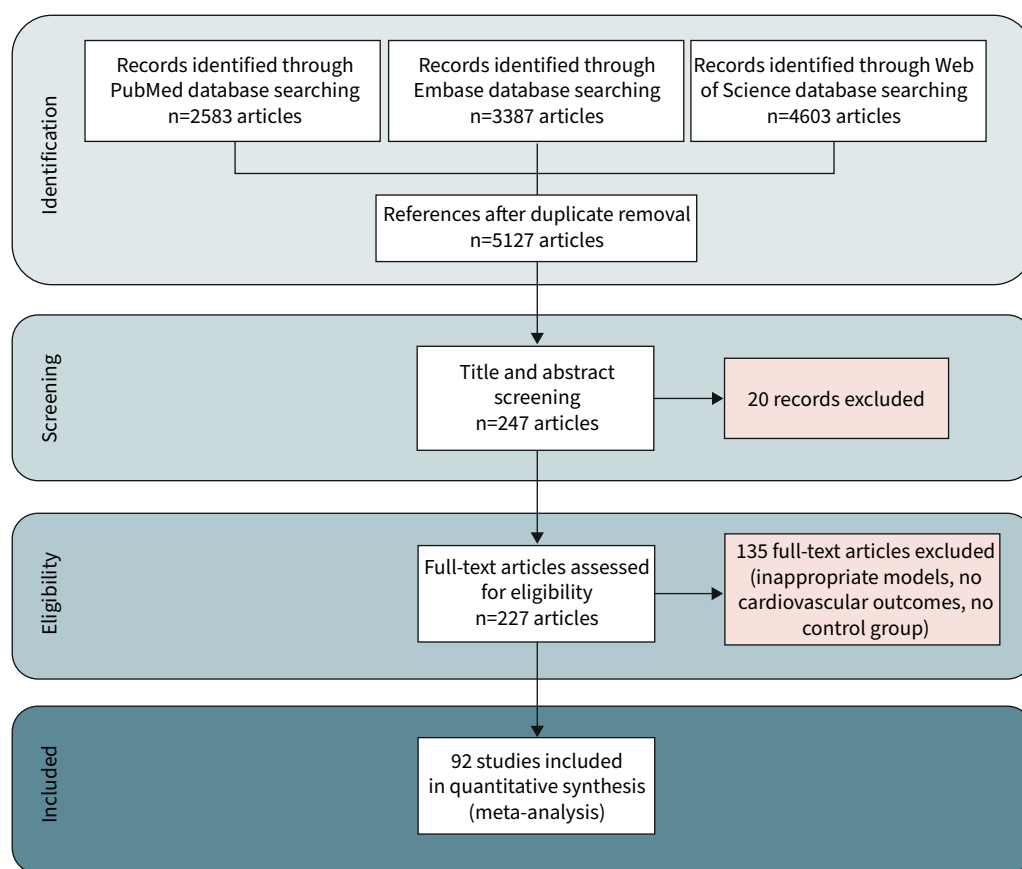 Identification
Records identified through
PubMed database searching
n=2583 articles
Records identified through
Embase database searching
n=3387 articles
Records identified through Web
of Science database searching
n=4603 articles
References after duplicate removal
n=5127 articles
Screening
Title and abstract
screening
n=247 articles
20 records excluded
Eligibility
Full-text articles assessed
for eligibility
n=227 articles
135 full-text articles excluded
(inappropriate models, no
cardiovascular outcomes, no
control group)
Included
92 studies included
in quantitative synthesis
(meta-analysis)